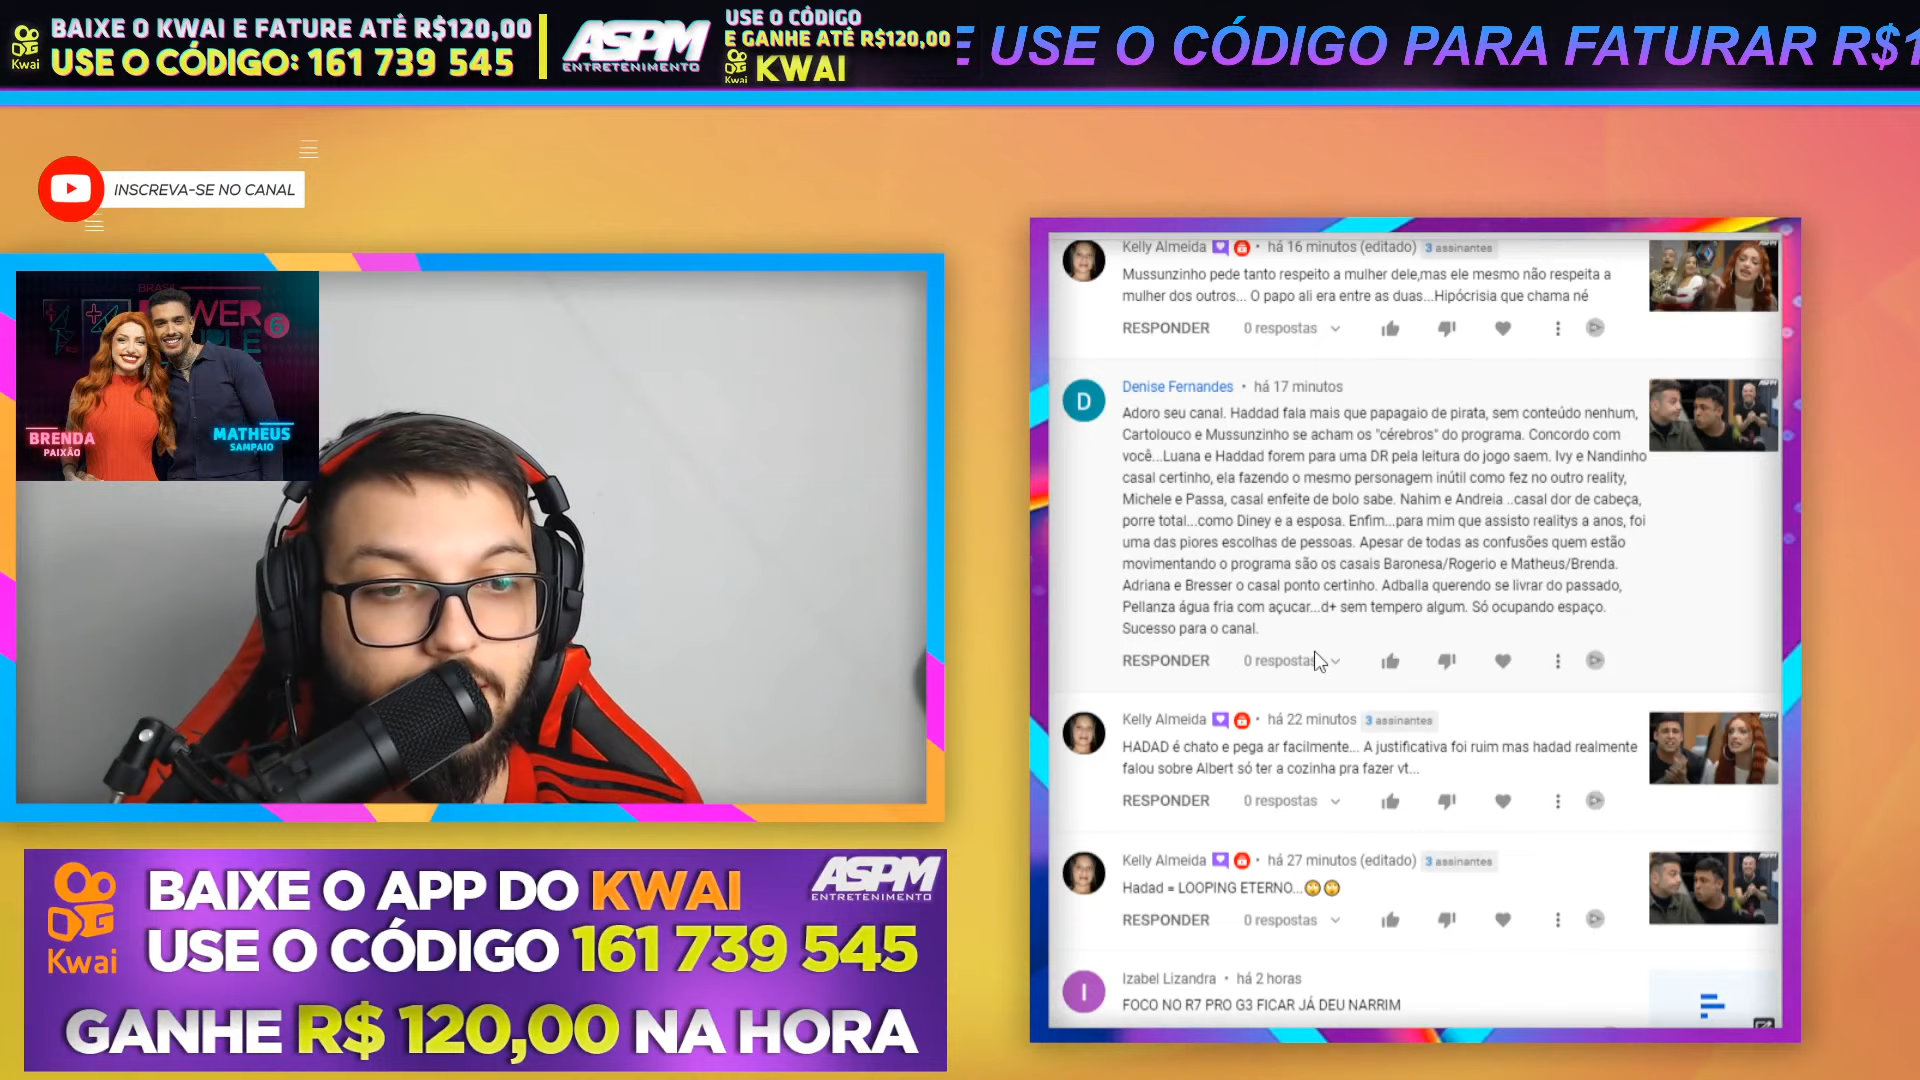 BAIXE O KWAI E FATURE ATÉ R$120,00
USE O CÓDIGO: 161 739 545
Kwai
ASPM
ENTRETENIMENTO
USE O CÓDIGO
E GANHE ATÉ R$120,00
Kwai
KWAI
E USE O CÓDIGO PARA FATURAR R$1
INSCREVA-SE NO CANAL
BRASIL
BRENDA
PAIXÃO
MATHEUS
SAMPAIO
6
BAIXE O APP DO KWAI
USE O CÓDIGO 161 739 545
GANHE R$ 120,00 NA HORA
Kwai
ASPM
ENTRETENIMENTO
Kelly Almeida • há 16 minutos (editado) 3 assinantes
Mussunzinho pede tanto respeito a mulher dele,mas ele mesmo não respeita a
mulher dos outros... O papo ali era entre as duas...Hipócrisia que chama né
RESPONDER 0 respostas
D
Denise Fernandes • há 17 minutos
Adoro seu canal. Haddad fala mais que papagaio de pirata, sem conteúdo nenhum,
Cartolouco e Mussunzinho se acham os "cérebros" do programa. Concordo com
você...Luana e Haddad forem para uma DR pela leitura do jogo saem. Ivy e Nandinho
casal certinho, ela fazendo o mesmo personagem inútil como fez no outro reality,
Michele e Passa, casal enfeite de bolo sabe. Nahim e Andreia ..casal dor de cabeça,
porre total...como Diney e a esposa. Enfim...para mim que assisto realitys a anos, foi
uma das piores escolhas de pessoas. Apesar de todas as confusões quem estão
movimentando o programa são os casais Baronesa/Rogerio e Matheus/Brenda.
Adriana e Bresser o casal ponto certinho. Adballa querendo se livrar do passado,
Pellanza água fria com açucar...d+ sem tempero algum. Só ocupando espaço.
Sucesso para o canal.
RESPONDER 0 respostas
Kelly Almeida • há 22 minutos 3 assinantes
HADAD é chato e pega ar facilmente... A justificativa foi ruim mas hadad realmente
falou sobre Albert só ter a cozinha pra fazer vt...
RESPONDER 0 respostas
Kelly Almeida • há 27 minutos (editado) 3 assinantes
Hadad = LOOPING ETERNO...🙄🙄
RESPONDER 0 respostas
I
Izabel Lizandra • há 2 horas
FOCO NO R7 PRO G3 FICAR JÁ DEU NARRIM